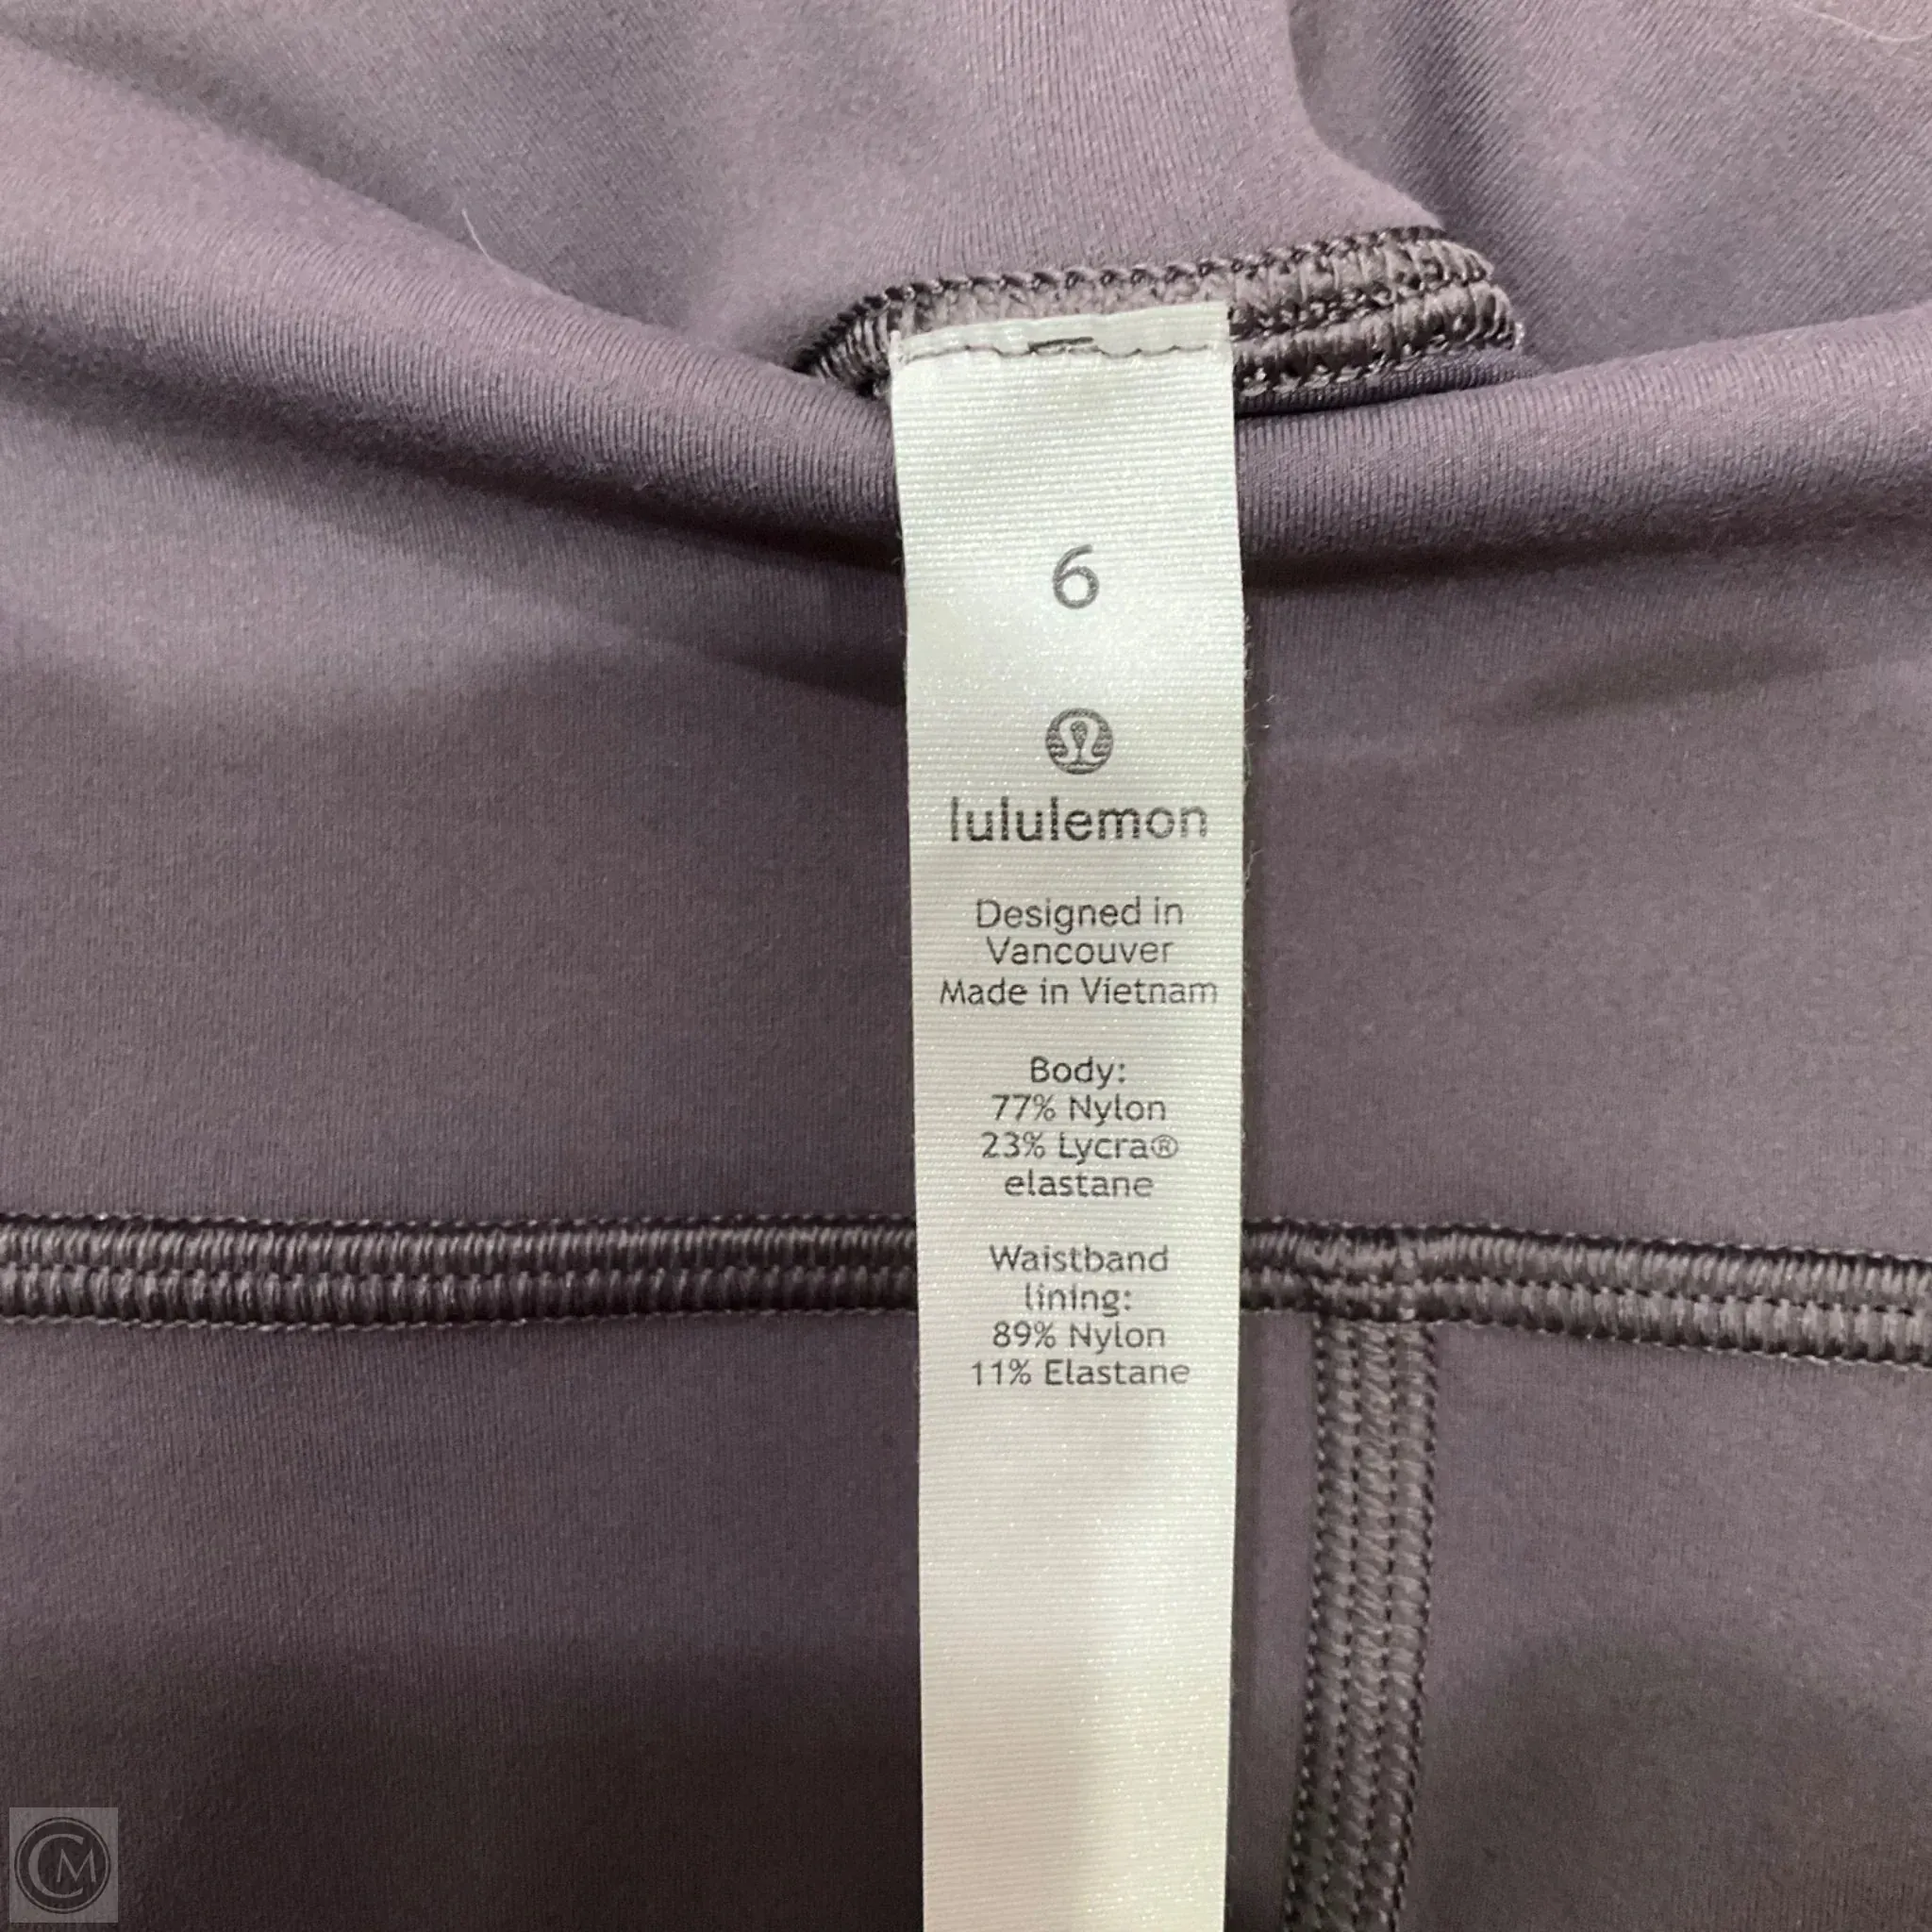 6
lululemon
Designed in
Vancouver
Made in Vietnam
Body:
77% Nylon
23% Lycra®
elastane
Waistband
lining:
89% Nylon
11% Elastane
CM